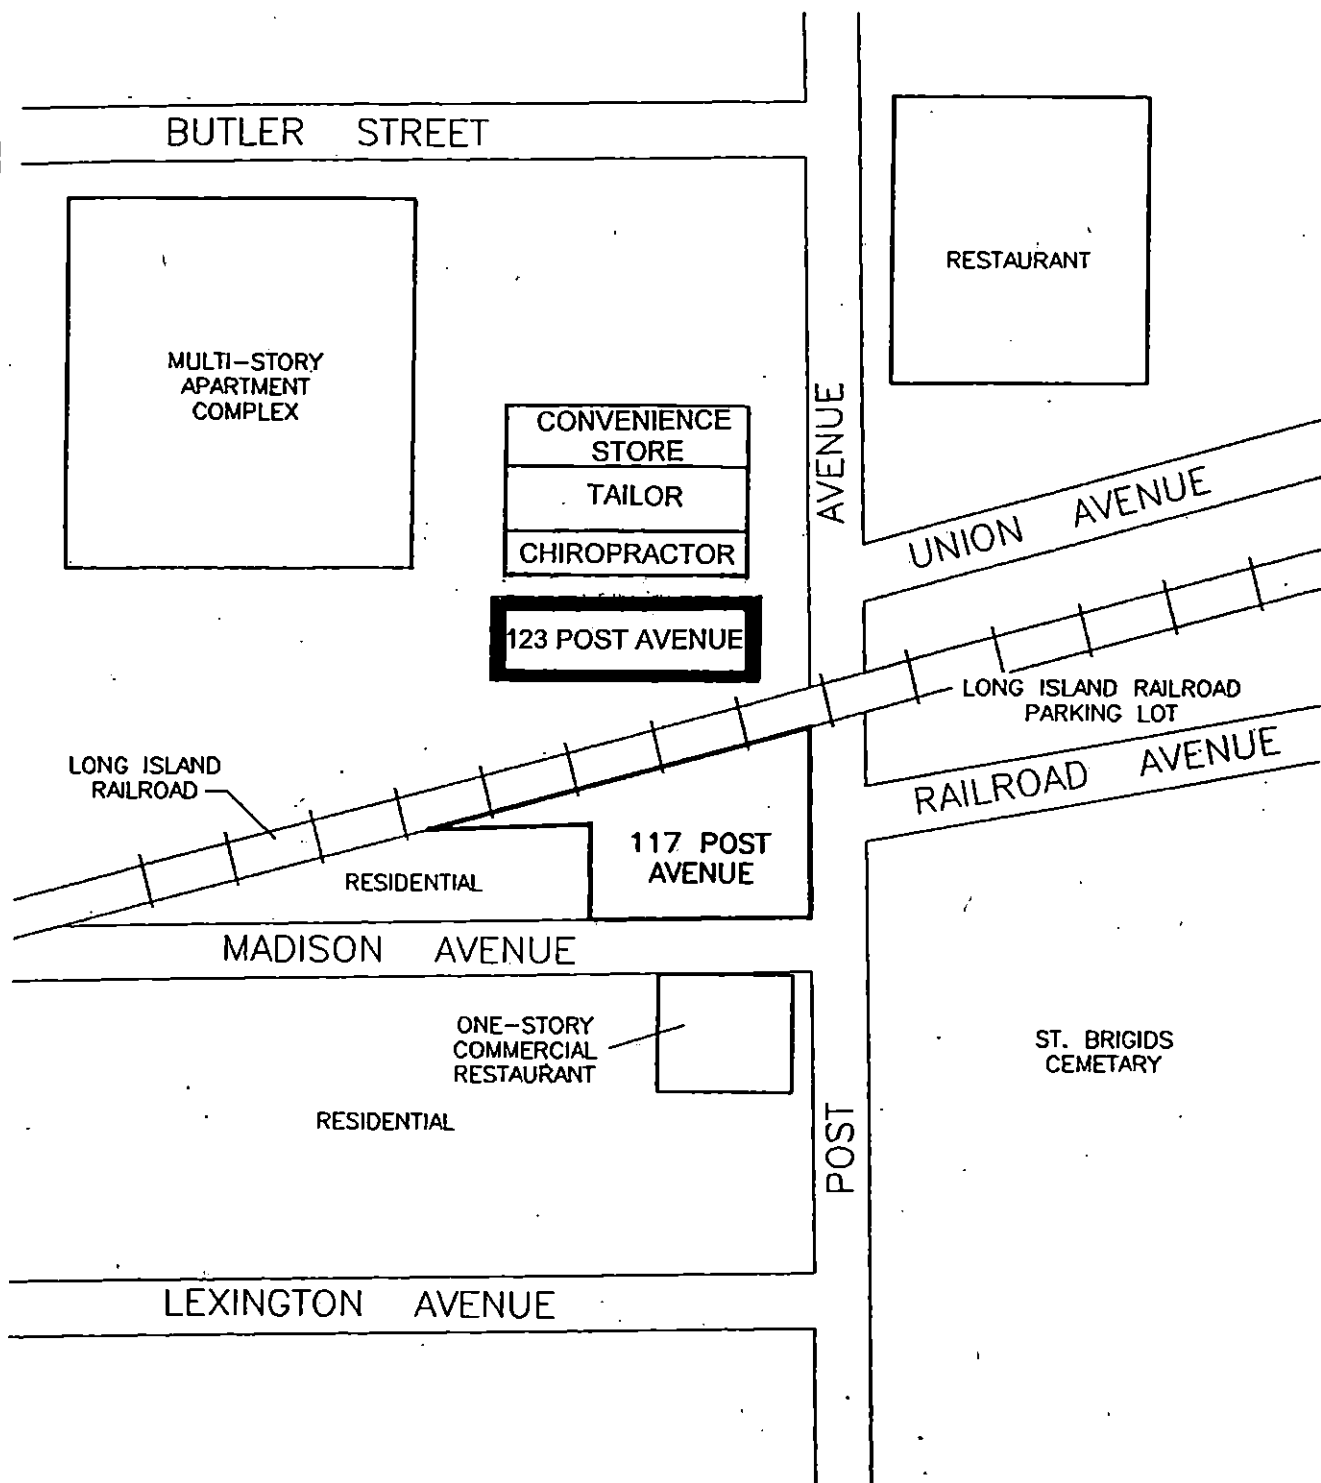 BUTLER STREET
RESTAURANT
MULTI-STORY
APARTMENT
COMPLEX
CONVENIENCE
STORE
TAILOR
CHIROPRACTOR
AVENUE
UNION AVENUE
123 POST AVENUE
LONG ISLAND RAILROAD
PARKING LOT
LONG ISLAND
RAILROAD
RAILROAD AVENUE
117 POST
AVENUE
RESIDENTIAL
MADISON AVENUE
ONE-STORY
COMMERCIAL
RESTAURANT
ST. BRIGIDS
CEMETARY
RESIDENTIAL
POST
LEXINGTON AVENUE